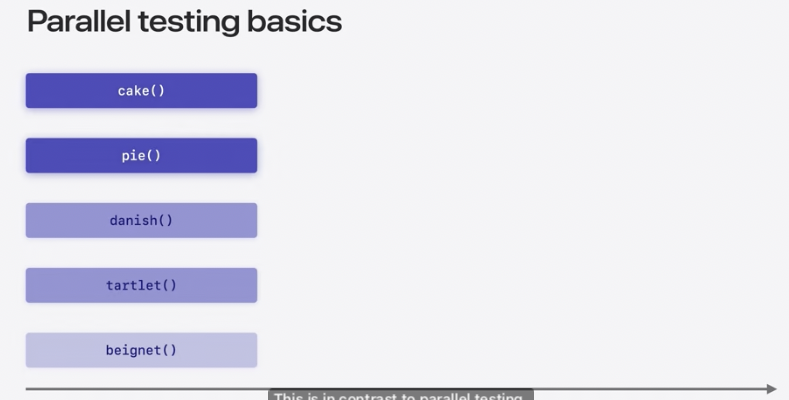 Parallel testing basics
cake()
pie()
danish()
tartlet()
beignet()
This is in contrast to parallel testing